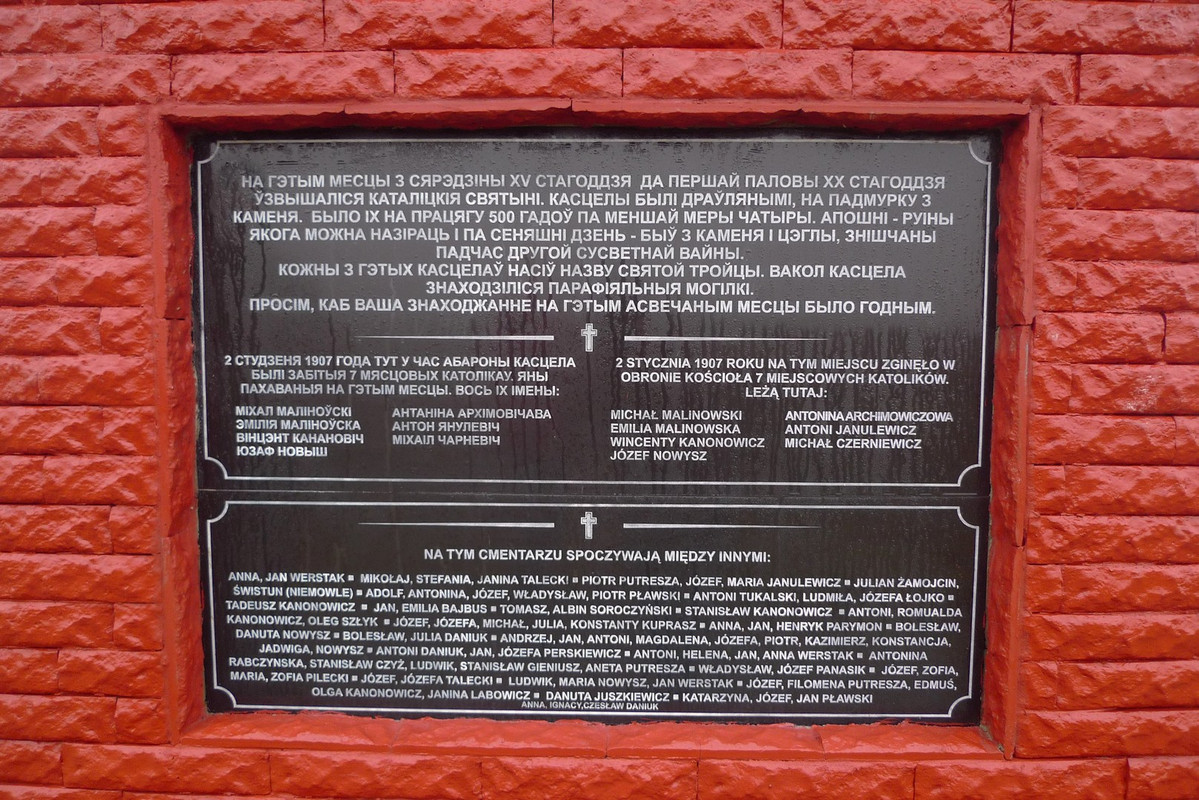 НА ГЭТЫМ МЕСЦЫ З СЯРЭДЗІНЫ XV СТАГОДДЗЯ ДА ПЕРШАЙ ПАЛОВЫ XX СТАГОДДЗЯ
ЎЗВЫШАЛІСЯ КАТАЛІЦКІЯ СВЯТЫНІ. КАСЦЕЛЫ БЫЛІ ДРАЎЛЯНЫМІ, НА ПАДМУРКУ З
КАМЕНЯ. БЫЛО ІХ НА ПРАЦЯГУ 500 ГАДОЎ ПА МЕНШАЙ МЕРЫ ЧАТЫРЫ. АПОШНІ - РУІНЫ
ЯКОГА МОЖНА НАЗІРАЦЬ І ПА СЕНЯШНІ ДЗЕНЬ - БЫЎ З КАМЕНЯ І ЦЭГЛЫ, ЗНІШЧАНЫ
ПАДЧАС ДРУГОЙ СУСВЕТНАЙ ВАЙНЫ.
КОЖНЫ З ГЭТЫХ КАСЦЕЛАЎ НАСІЎ НАЗВУ СВЯТОЙ ТРОЙЦЫ. ВАКОЛ КАСЦЕЛА
ЗНАХОДЗІЛІСЯ ПАРАФІЯЛЬНЫЯ МОГІЛКІ.
ПРОСІМ, КАБ ВАША ЗНАХОДЖАННЕ НА ГЭТЫМ АСВЕЧАНЫМ МЕСЦЫ БЫЛО ГОДНЫМ.
2 СТУДЗЕНЯ 1907 ГОДА ТУТ У ЧАС АБАРОНЫ КАСЦЕЛА
БЫЛІ ЗАБІТЫЯ 7 МЯСЦОВЫХ КАТОЛІКАУ. ЯНЫ
ПАХАВАНЫЯ НА ГЭТЫМ МЕСЦЫ. ВОСЬ ІХ ІМЕНЫ:
МІХАЛ МАЛІНОЎСКІ
ЭМІЛІЯ МАЛІНОЎСКА
ВІНЦЭНТ КАНАНОВІЧ
ЮЗАФ НОВЫШ
АНТАНІНА АРХІМОВІЧАВА
АНТОН ЯНУЛЕВІЧ
МІХАІЛ ЧАРНЕВІЧ
2 STYCZNIA 1907 ROKU NA TYM MIEJSCU ZGINĘŁO W
OBRONIE KOŚCIOŁA 7 MIEJSCOWYCH KATOLIKÓW.
LEŻĄ TUTAJ:
MICHAŁ MALINOWSKI
EMILIA MALINOWSKA
WINCENTY KANONOWICZ
JÓZEF NOWYSZ
ANTONINA ARCHIMOWICZOWA
ANTONI JANULEWICZ
MICHAŁ CZERNIEWICZ
NA TYM CMENTARZU SPOCZYWAJĄ MIĘDZY INNYMI:
ANNA, JAN WERSTAK ▪ MIKOŁAJ, STEFANIA, JANINA TALECKI ▪ PIOTR PUTRESZA, JÓZEF, MARIA JANULEWICZ ▪ JULIAN ŻAMOJCIN,
ŚWISTUN (NIEMOWLE) ▪ ADOLF, ANTONINA, JÓZEF, WŁADYSŁAW, PIOTR PŁAWSKI ▪ ANTONI TUKALSKI, LUDMIŁA, JÓZEFA ŁOJKO ▪
TADEUSZ KANONOWICZ ▪ JAN, EMILIA BAJBUS ▪ TOMASZ, ALBIN SOROCZYŃSKI ▪ STANISŁAW KANONOWICZ ▪ ANTONI, ROMUALDA
KANONOWICZ, OLEG SZŁYK ▪ JÓZEF, JÓZEFA, MICHAŁ, JULIA, KONSTANTY KUPRASZ ▪ ANNA, JAN, HENRYK PARYMON ▪ BOLESŁAW,
DANUTA NOWYSZ ▪ BOLESŁAW, JULIA DANIUK ▪ ANDRZEJ, JAN, ANTONI, MAGDALENA, JÓZEFA, PIOTR, KAZIMIERZ, KONSTANCJA,
JADWIGA, NOWYSZ ▪ ANTONI DANIUK, JAN, JÓZEFA PERSKIEWICZ ▪ ANTONI, HELENA, JAN, ANNA WERSTAK ▪ ANTONINA
RABCZYNSKA, STANISŁAW CZYŻ, LUDWIK, STANISŁAW GIENIUSZ, ANETA PUTRESZA ▪ WŁADYSŁAW, JÓZEF PANASIK ▪ JÓZEF, ZOFIA,
MARIA, ZOFIA PILECKI ▪ JÓZEF, JÓZEFA TALECKI ▪ LUDWIK, MARIA NOWYSZ, JAN WERSTAK ▪ JÓZEF, FILOMENA PUTRESZA, EDMUŚ,
OLGA KANONOWICZ, JANINA LABOWICZ ▪ DANUTA JUSZKIEWICZ ▪ KATARZYNA, JÓZEF, JAN PŁAWSKI
ANNA, IGNACY,CZESŁAW DANIUK